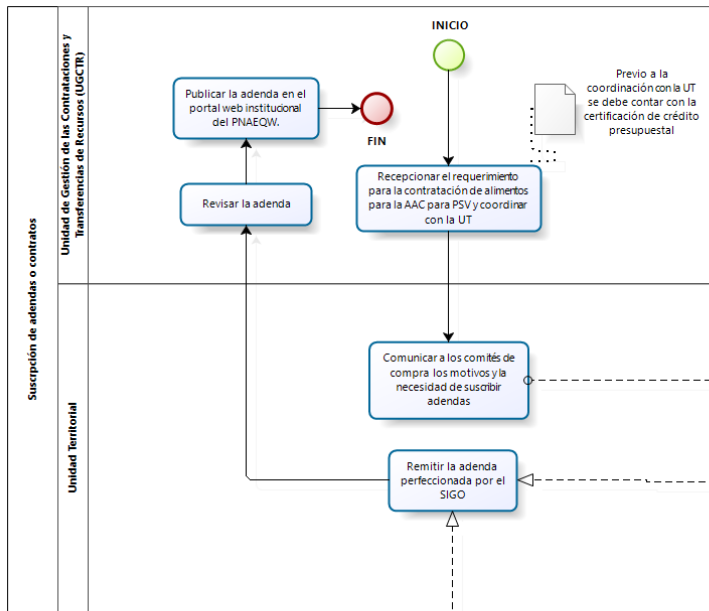 Suscrpción de adendas o contratos
Unidad de Gestión de las Contrataciones y
Transferencias de Recursos (UGCTR)
INICIO
Previo a la
coordinación con la UT
se debe contar con la
certificación de crédito
presupuestal
Publicar la adenda en el
portal web institucional
del PNAEQW.
FIN
Recepcionar el requerimiento
para la contratación de alimentos
para la AAC para PSV y coordinar
con la UT
Revisar la adenda
Unidad Territorial
Comunicar a los comités de
compra los motivos y la
necesidad de suscribir
adendas
Remitir la adenda
perfeccionada por el
SIGO